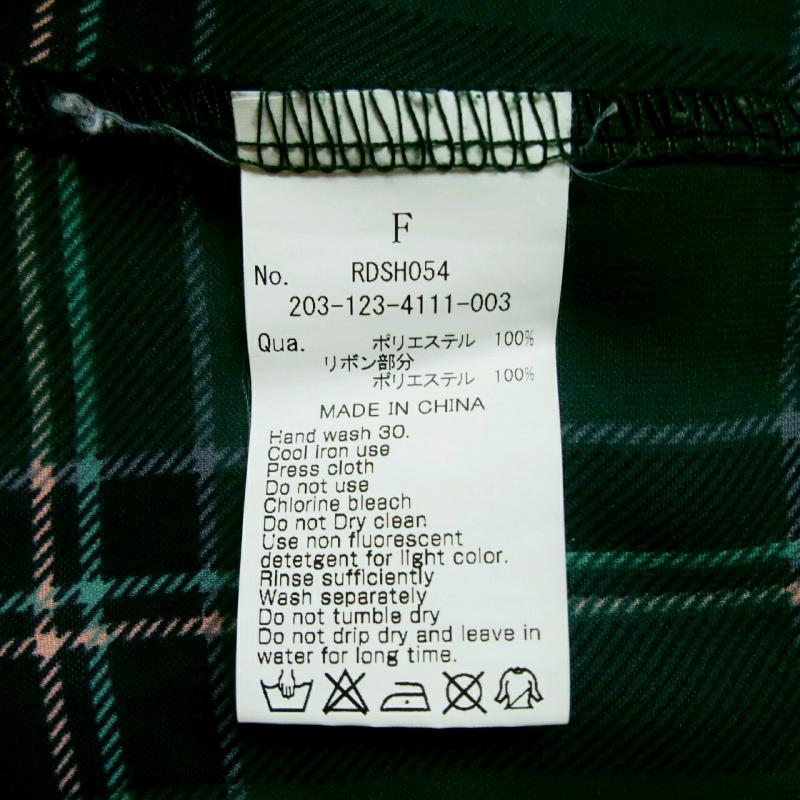 F
No. RDSH054
203-123-4111-003
Qua. ポリエステル 100%
リボン部分
ポリエステル 100%
MADE IN CHINA
Hand wash 30.
Cool iron use
Press cloth
Do not use
Chlorine bleach
Do not Dry clean
Use non fluorescent
detetgent for light color.
Rinse sufficiently
Wash separately
Do not tumble dry
Do not drip dry and leave in
water for long time.